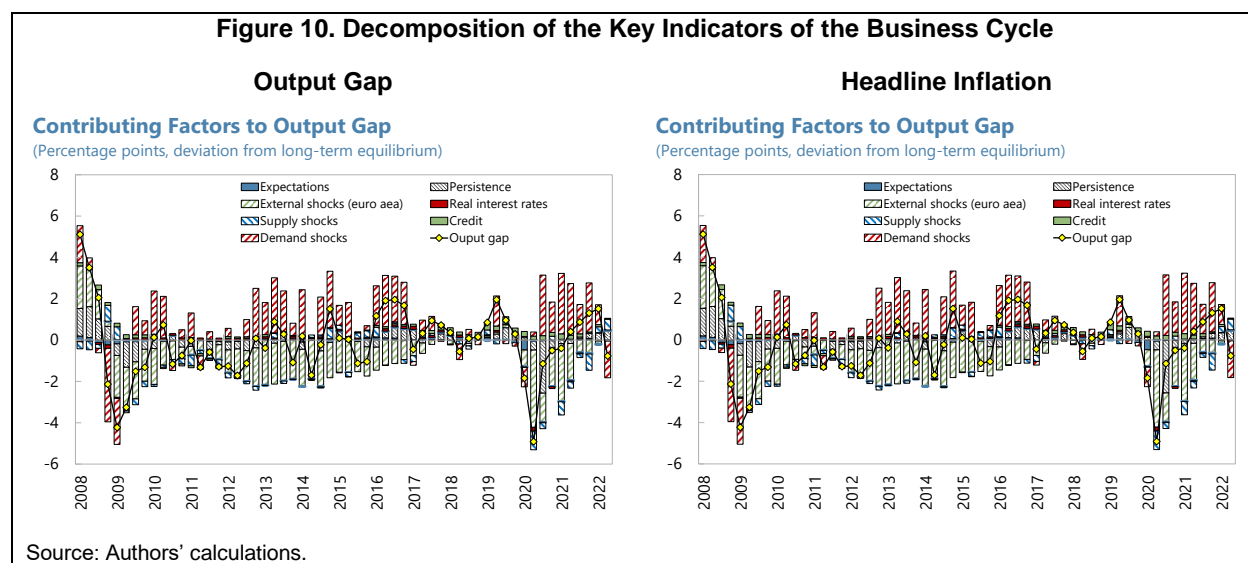 Figure 10. Decomposition of the Key Indicators of the Business Cycle
Output Gap
Contributing Factors to Output Gap
(Percentage points, deviation from long-term equilibrium)
8
6
4
2
0
-2
-4
-6
Expectations
Persistence
External shocks (euro aea)
Real interest rates
Supply shocks
Credit
Demand shocks
Ouput gap
2008
2009
2010
2011
2012
2013
2014
2015
2016
2017
2018
2019
2020
2021
2022
Headline Inflation
Contributing Factors to Output Gap
(Percentage points, deviation from long-term equilibrium)
8
6
4
2
0
-2
-4
-6
Expectations
Persistence
External shocks (euro aea)
Real interest rates
Supply shocks
Credit
Demand shocks
Ouput gap
2008
2009
2010
2011
2012
2013
2014
2015
2016
2017
2018
2019
2020
2021
2022
Source: Authors’ calculations.